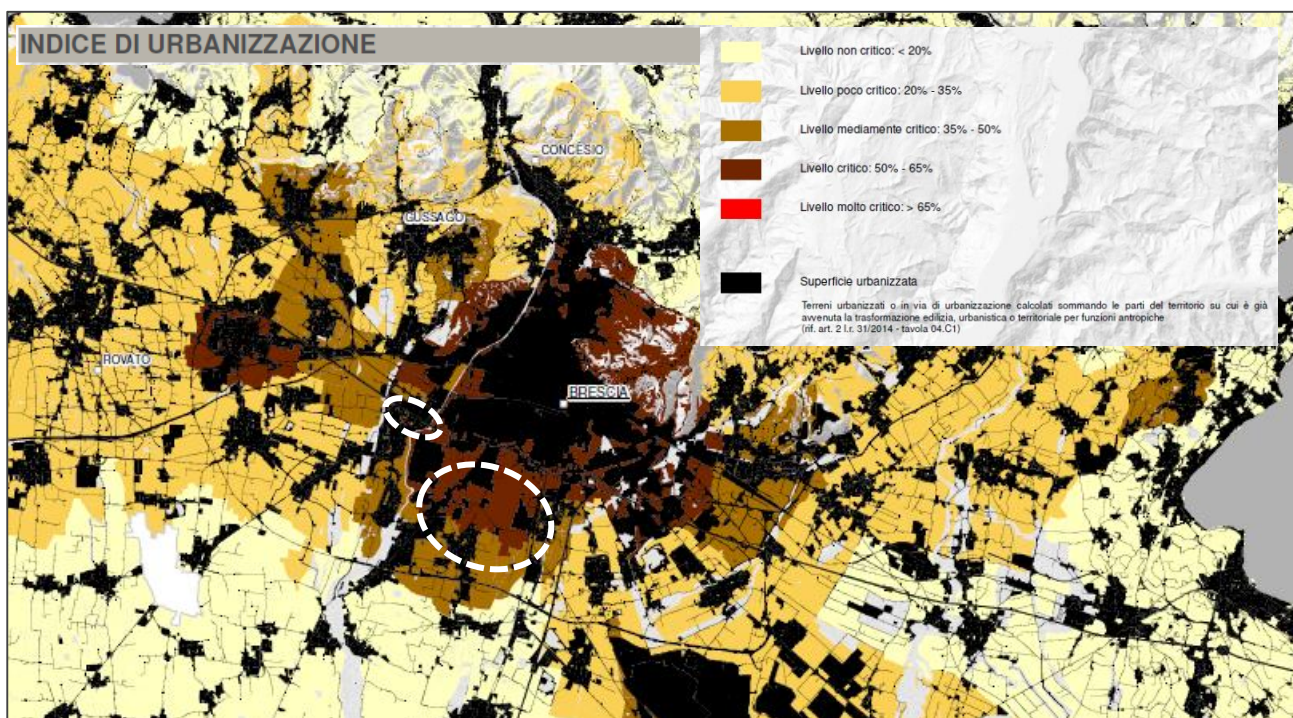 INDICE DI URBANIZZAZIONE
Livello non critico: < 20%
Livello poco critico: 20% - 35%
Livello mediamente critico: 35% - 50%
Livello critico: 50% - 65%
Livello molto critico: > 65%
Superficie urbanizzata
Terreni urbanizzati o in via di urbanizzazione calcolati sommando le parti del territorio su cui è già
avvenuta la trasformazione edilizia, urbanistica o territoriale per funzioni antropiche
(rif. art. 2 l.r. 31/2014 - tavola 04.C1)
CONCESIO
GUSSAGO
ROVATO
BRESCIA